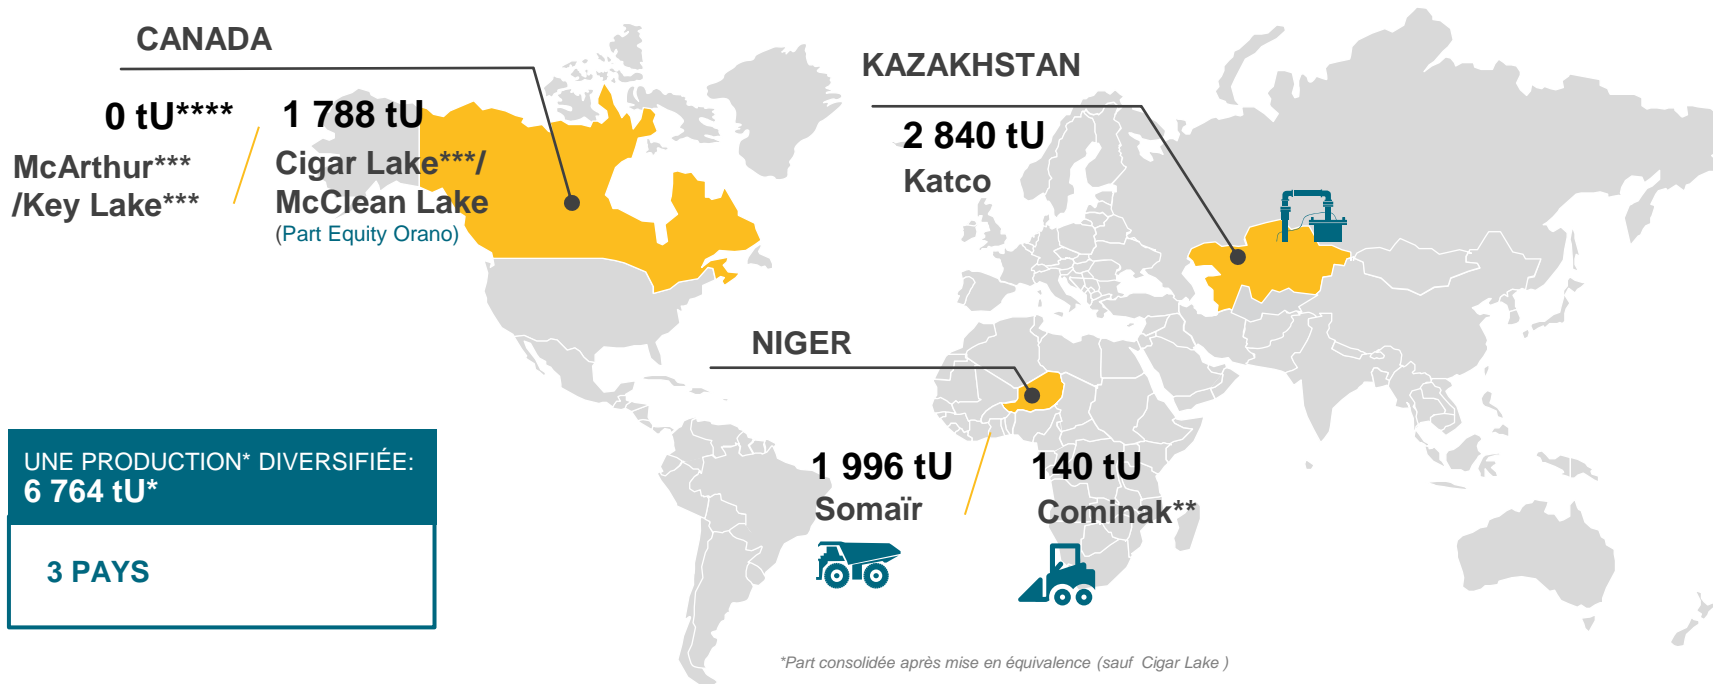 CANADA
0 tU****
McArthur***
/Key Lake***
1 788 tU
Cigar Lake***/
McClean Lake
(Part Equity Orano)
KAZAKHSTAN
2 840 tU
Katco
NIGER
1 996 tU
Somaïr
140 tU
Cominak**
UNE PRODUCTION* DIVERSIFIÉE:
6 764 tU*
3 PAYS
*Part consolidée après mise en équivalence (sauf Cigar Lake )